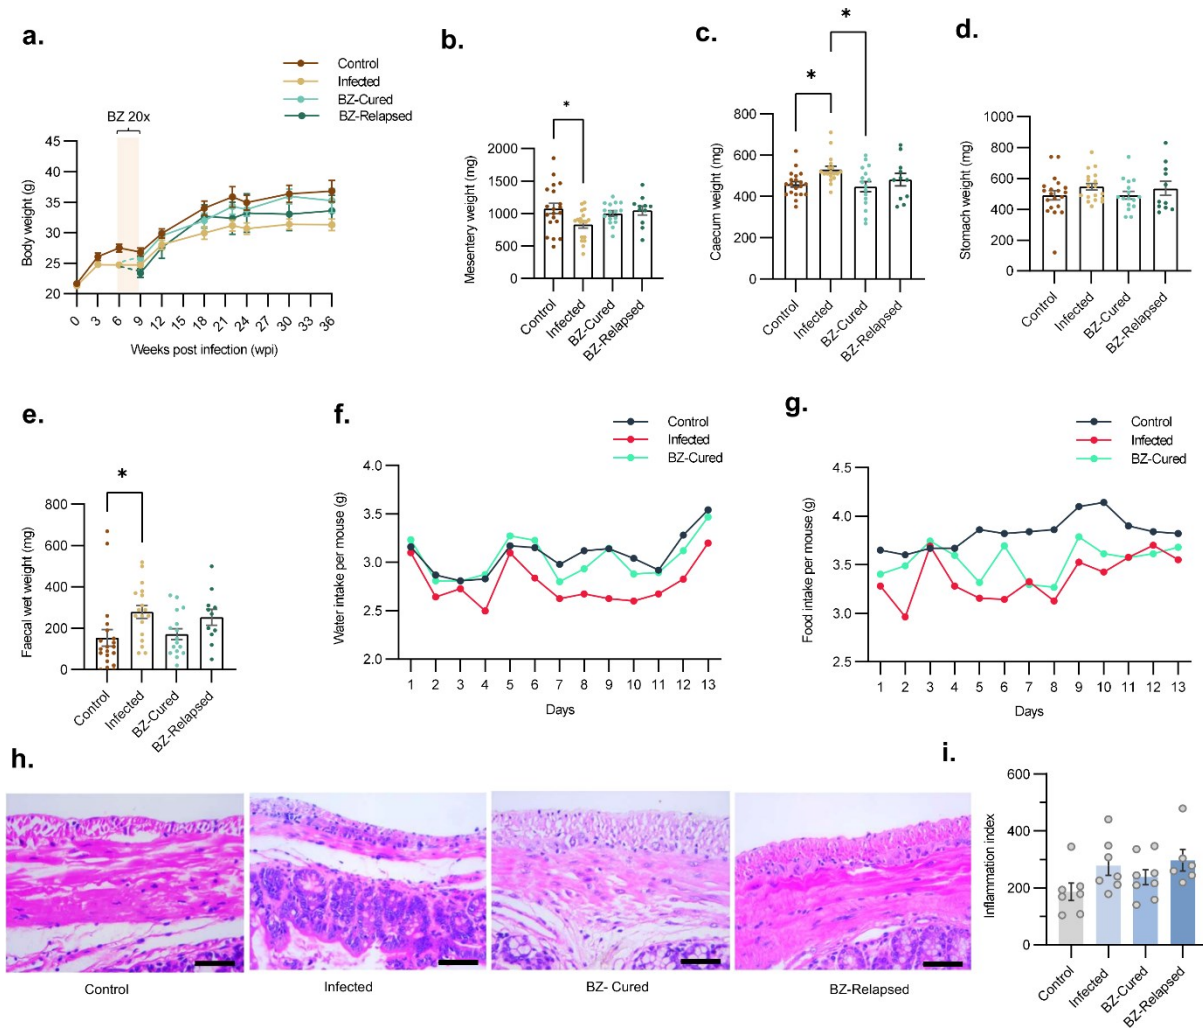 a.
Control
Infected
BZ-Cured
BZ-Relapsed
BZ 20x
Body weight (g)
45
40
35
30
25
20
0 3 6 9 12 15 18 21 24 27 30 33 36
Weeks post infection (wpi)
b.
*
Mesentery weight (mg)
2000
1500
1000
500
0
Control
Infected
BZ-Cured
BZ-Relapsed
c.
*
*
Caecum weight (mg)
800
600
400
200
0
Control
Infected
BZ-Cured
BZ-Relapsed
d.
Stomach weight (mg)
1000
800
600
400
200
0
Control
Infected
BZ-Cured
BZ-Relapsed
e.
*
Faecal wet weight (mg)
800
600
400
200
0
Control
Infected
BZ-Cured
BZ-Relapsed
f.
Control
Infected
BZ-Cured
Water intake per mouse (g)
4.0
3.5
3.0
2.5
2.0
1 2 3 4 5 6 7 8 9 10 11 12 13
Days
g.
Control
Infected
BZ-Cured
Food intake per mouse (g)
4.5
4.0
3.5
3.0
2.5
1 2 3 4 5 6 7 8 9 10 11 12 13
Days
h.
Control
Infected
BZ- Cured
BZ-Relapsed
i.
Inflammation index
600
400
200
0
Control
Infected
BZ-Cured
BZ-Relapsed